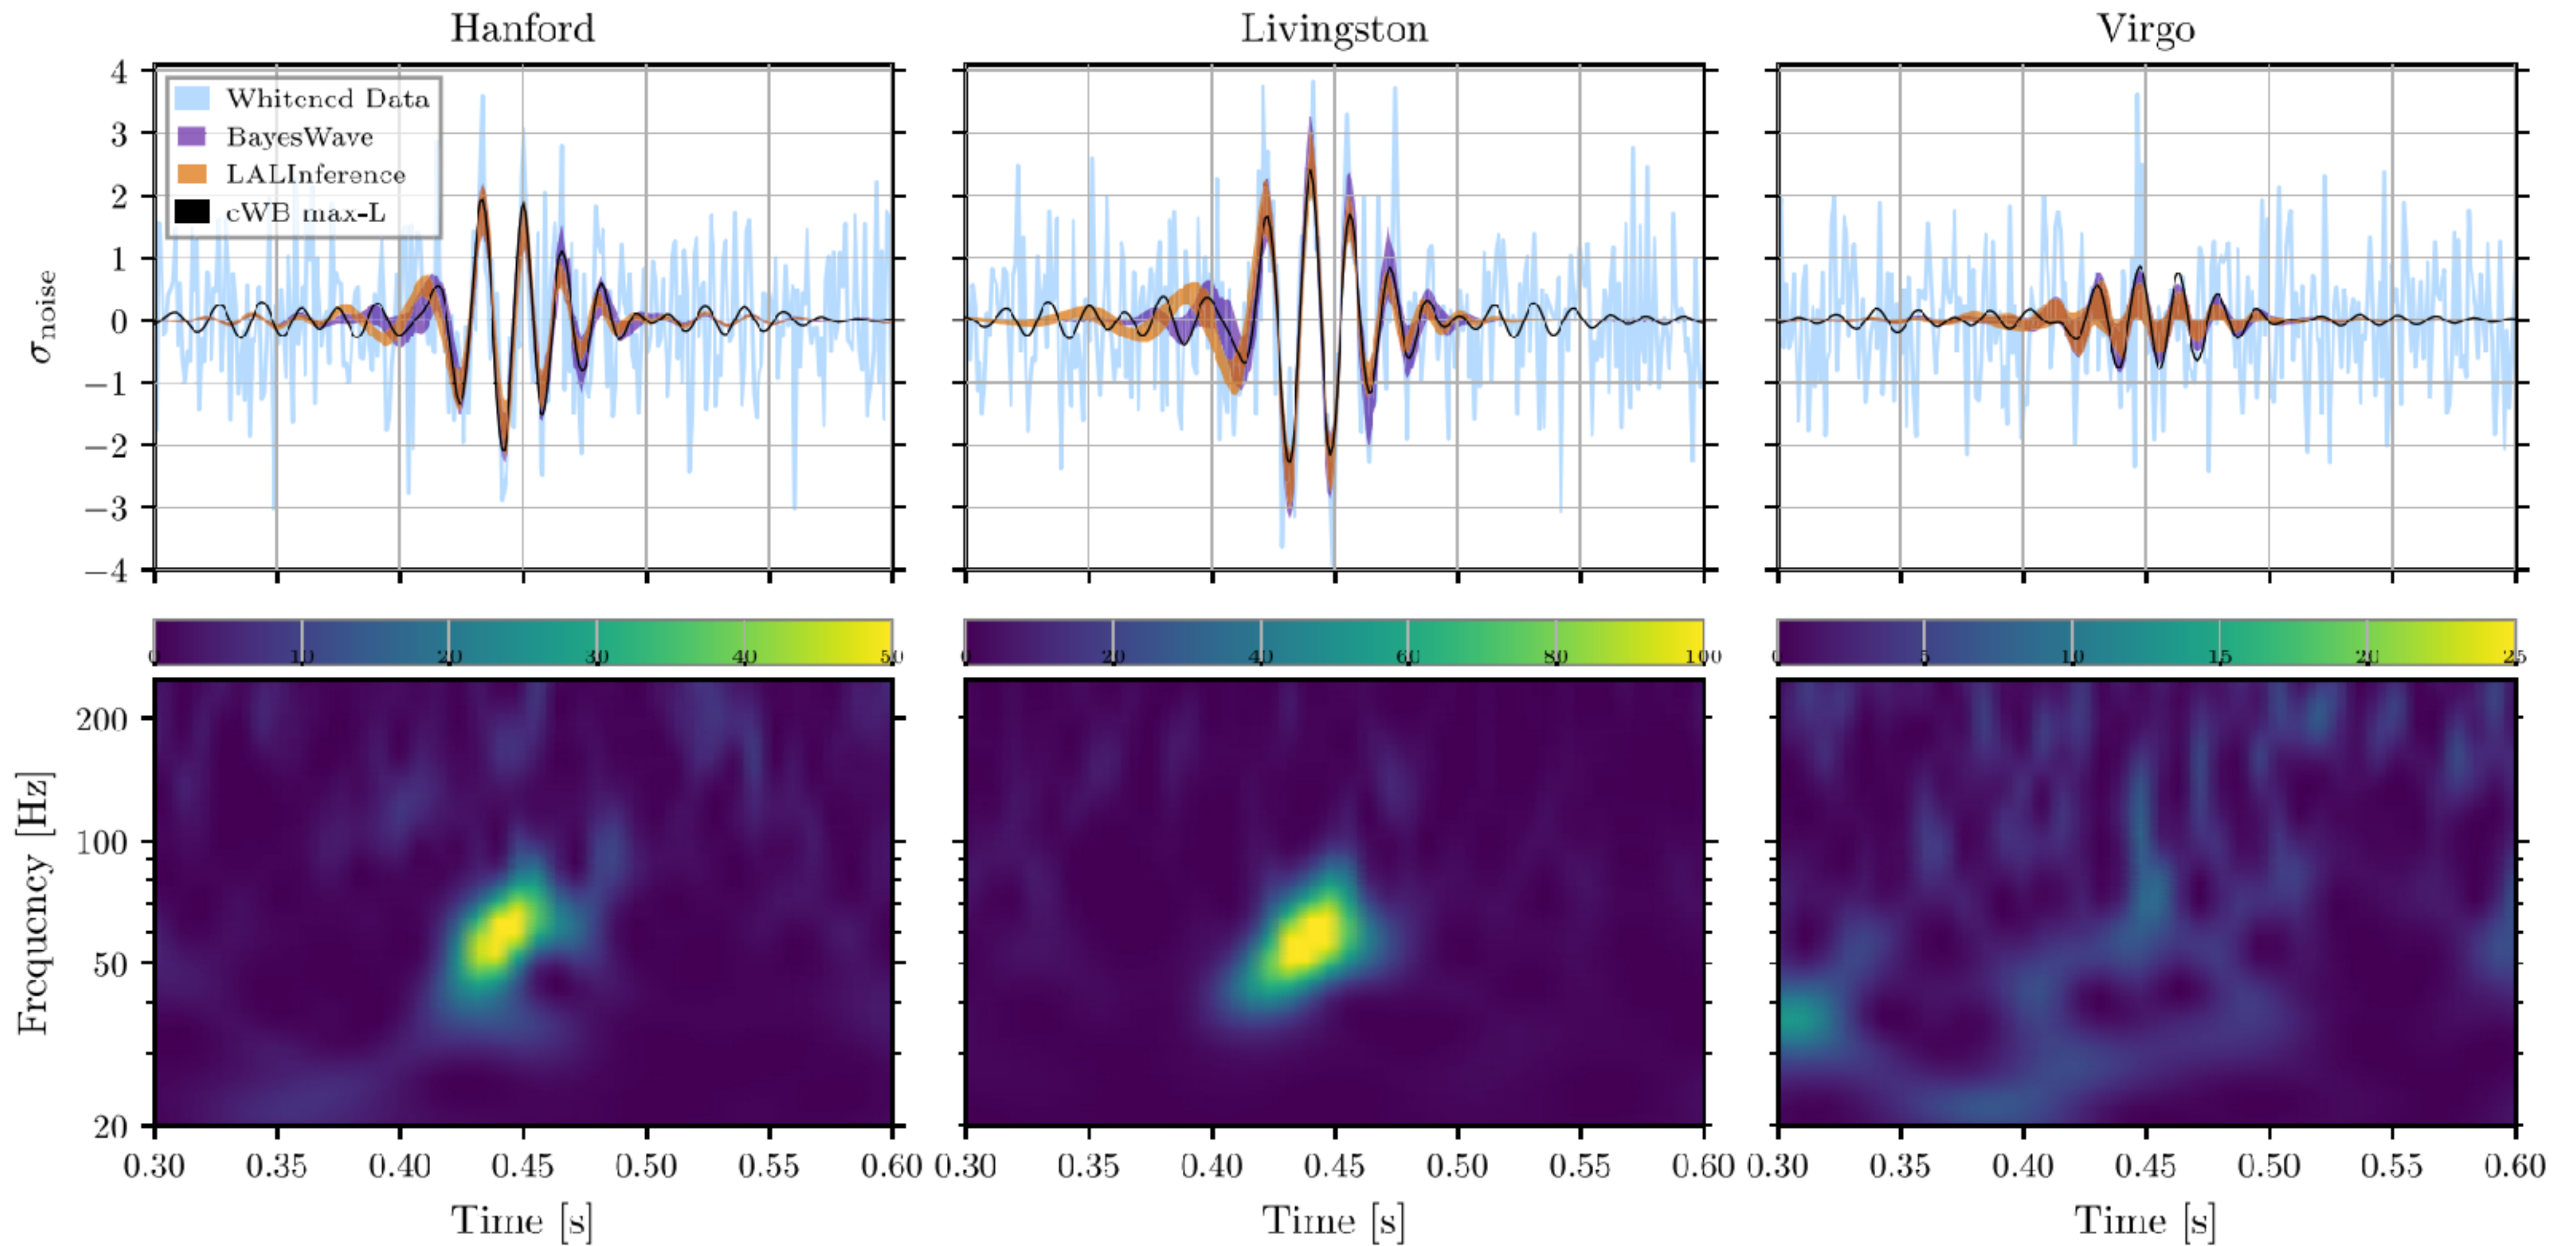 Hanford
Livingston
Virgo
4
3
2
1
0
−1
−2
−3
−4
σnoise
Whitened Data
BayesWave
LALInference
cWB max-L
0 10 20 30 40 50
0 20 40 60 80 100
0 5 10 15 20 25
200
100
50
20
Frequency [Hz]
0.30 0.35 0.40 0.45 0.50 0.55 0.60
0.30 0.35 0.40 0.45 0.50 0.55 0.60
0.30 0.35 0.40 0.45 0.50 0.55 0.60
Time [s]
Time [s]
Time [s]